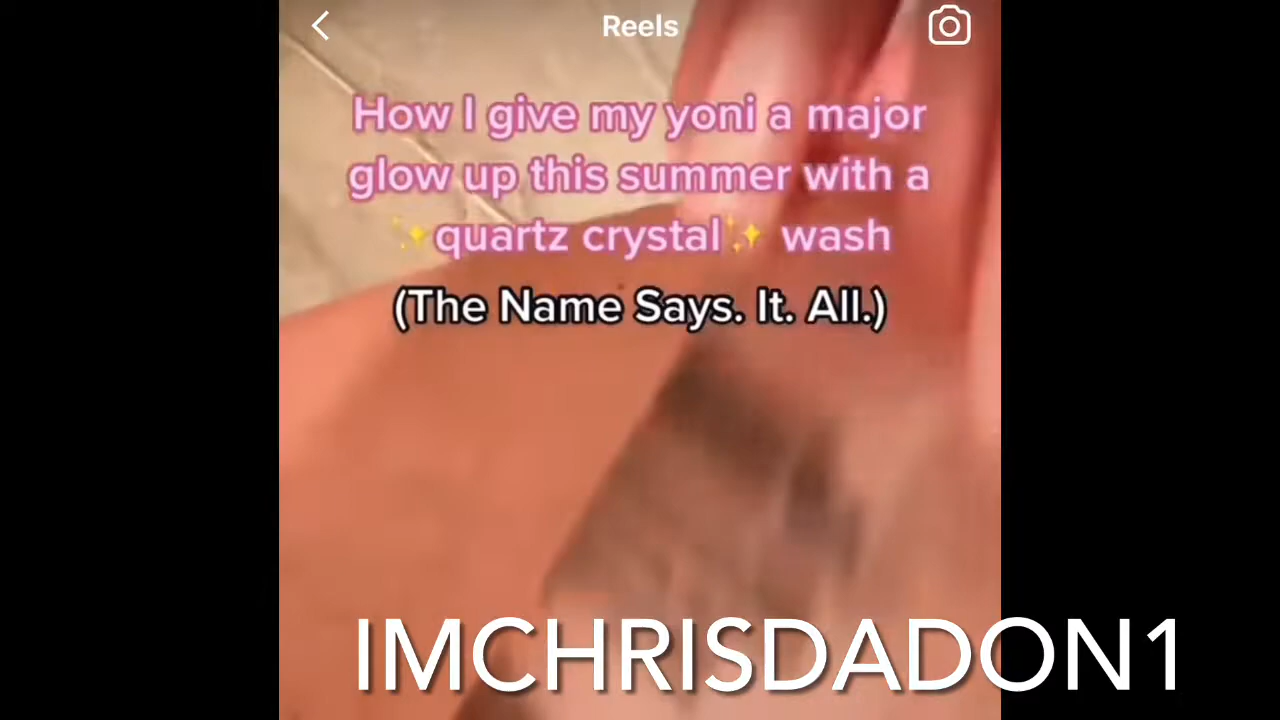 Reels
How I give my yoni a major
glow up this summer with a
✨quartz crystal✨ wash
(The Name Says. It. All.)
IMCHRISDADON1